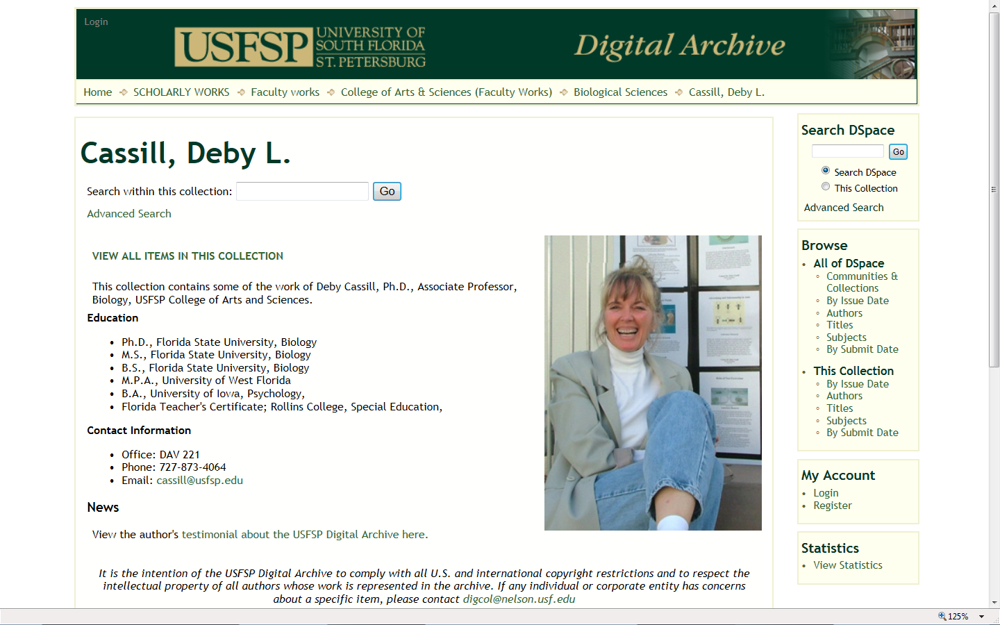 Login
USFSP UNIVERSITY OF
SOUTH FLORIDA
ST. PETERSBURG
Digital Archive
Home SCHOLARLY WORKS Faculty works College of Arts & Sciences (Faculty Works) Biological Sciences Cassill, Deby L.
Cassill, Deby L.
Search within this collection: Go
Advanced Search
VIEW ALL ITEMS IN THIS COLLECTION
This collection contains some of the work of Deby Cassill, Ph.D., Associate Professor,
Biology, USFSP College of Arts and Sciences.
Education
• Ph.D., Florida State University, Biology
• M.S., Florida State University, Biology
• B.S., Florida State University, Biology
• M.P.A., University of West Florida
• B.A., University of Iowa, Psychology,
• Florida Teacher's Certificate; Rollins College, Special Education,
Contact Information
• Office: DAV 221
• Phone: 727-873-4064
• Email: cassill@usfsp.edu
News
View the author's testimonial about the USFSP Digital Archive here.
It is the intention of the USFSP Digital Archive to comply with all U.S. and international copyright restrictions and to respect the
intellectual property of all authors whose work is represented in the archive. If any individual or corporate entity has concerns
about a specific item, please contact digcol@nelson.usf.edu
Search DSpace
Go
Search DSpace
This Collection
Advanced Search
Browse
• All of DSpace
◦ Communities &
Collections
◦ By Issue Date
◦ Authors
◦ Titles
◦ Subjects
◦ By Submit Date
• This Collection
◦ By Issue Date
◦ Authors
◦ Titles
◦ Subjects
◦ By Submit Date
My Account
• Login
• Register
Statistics
• View Statistics
125%